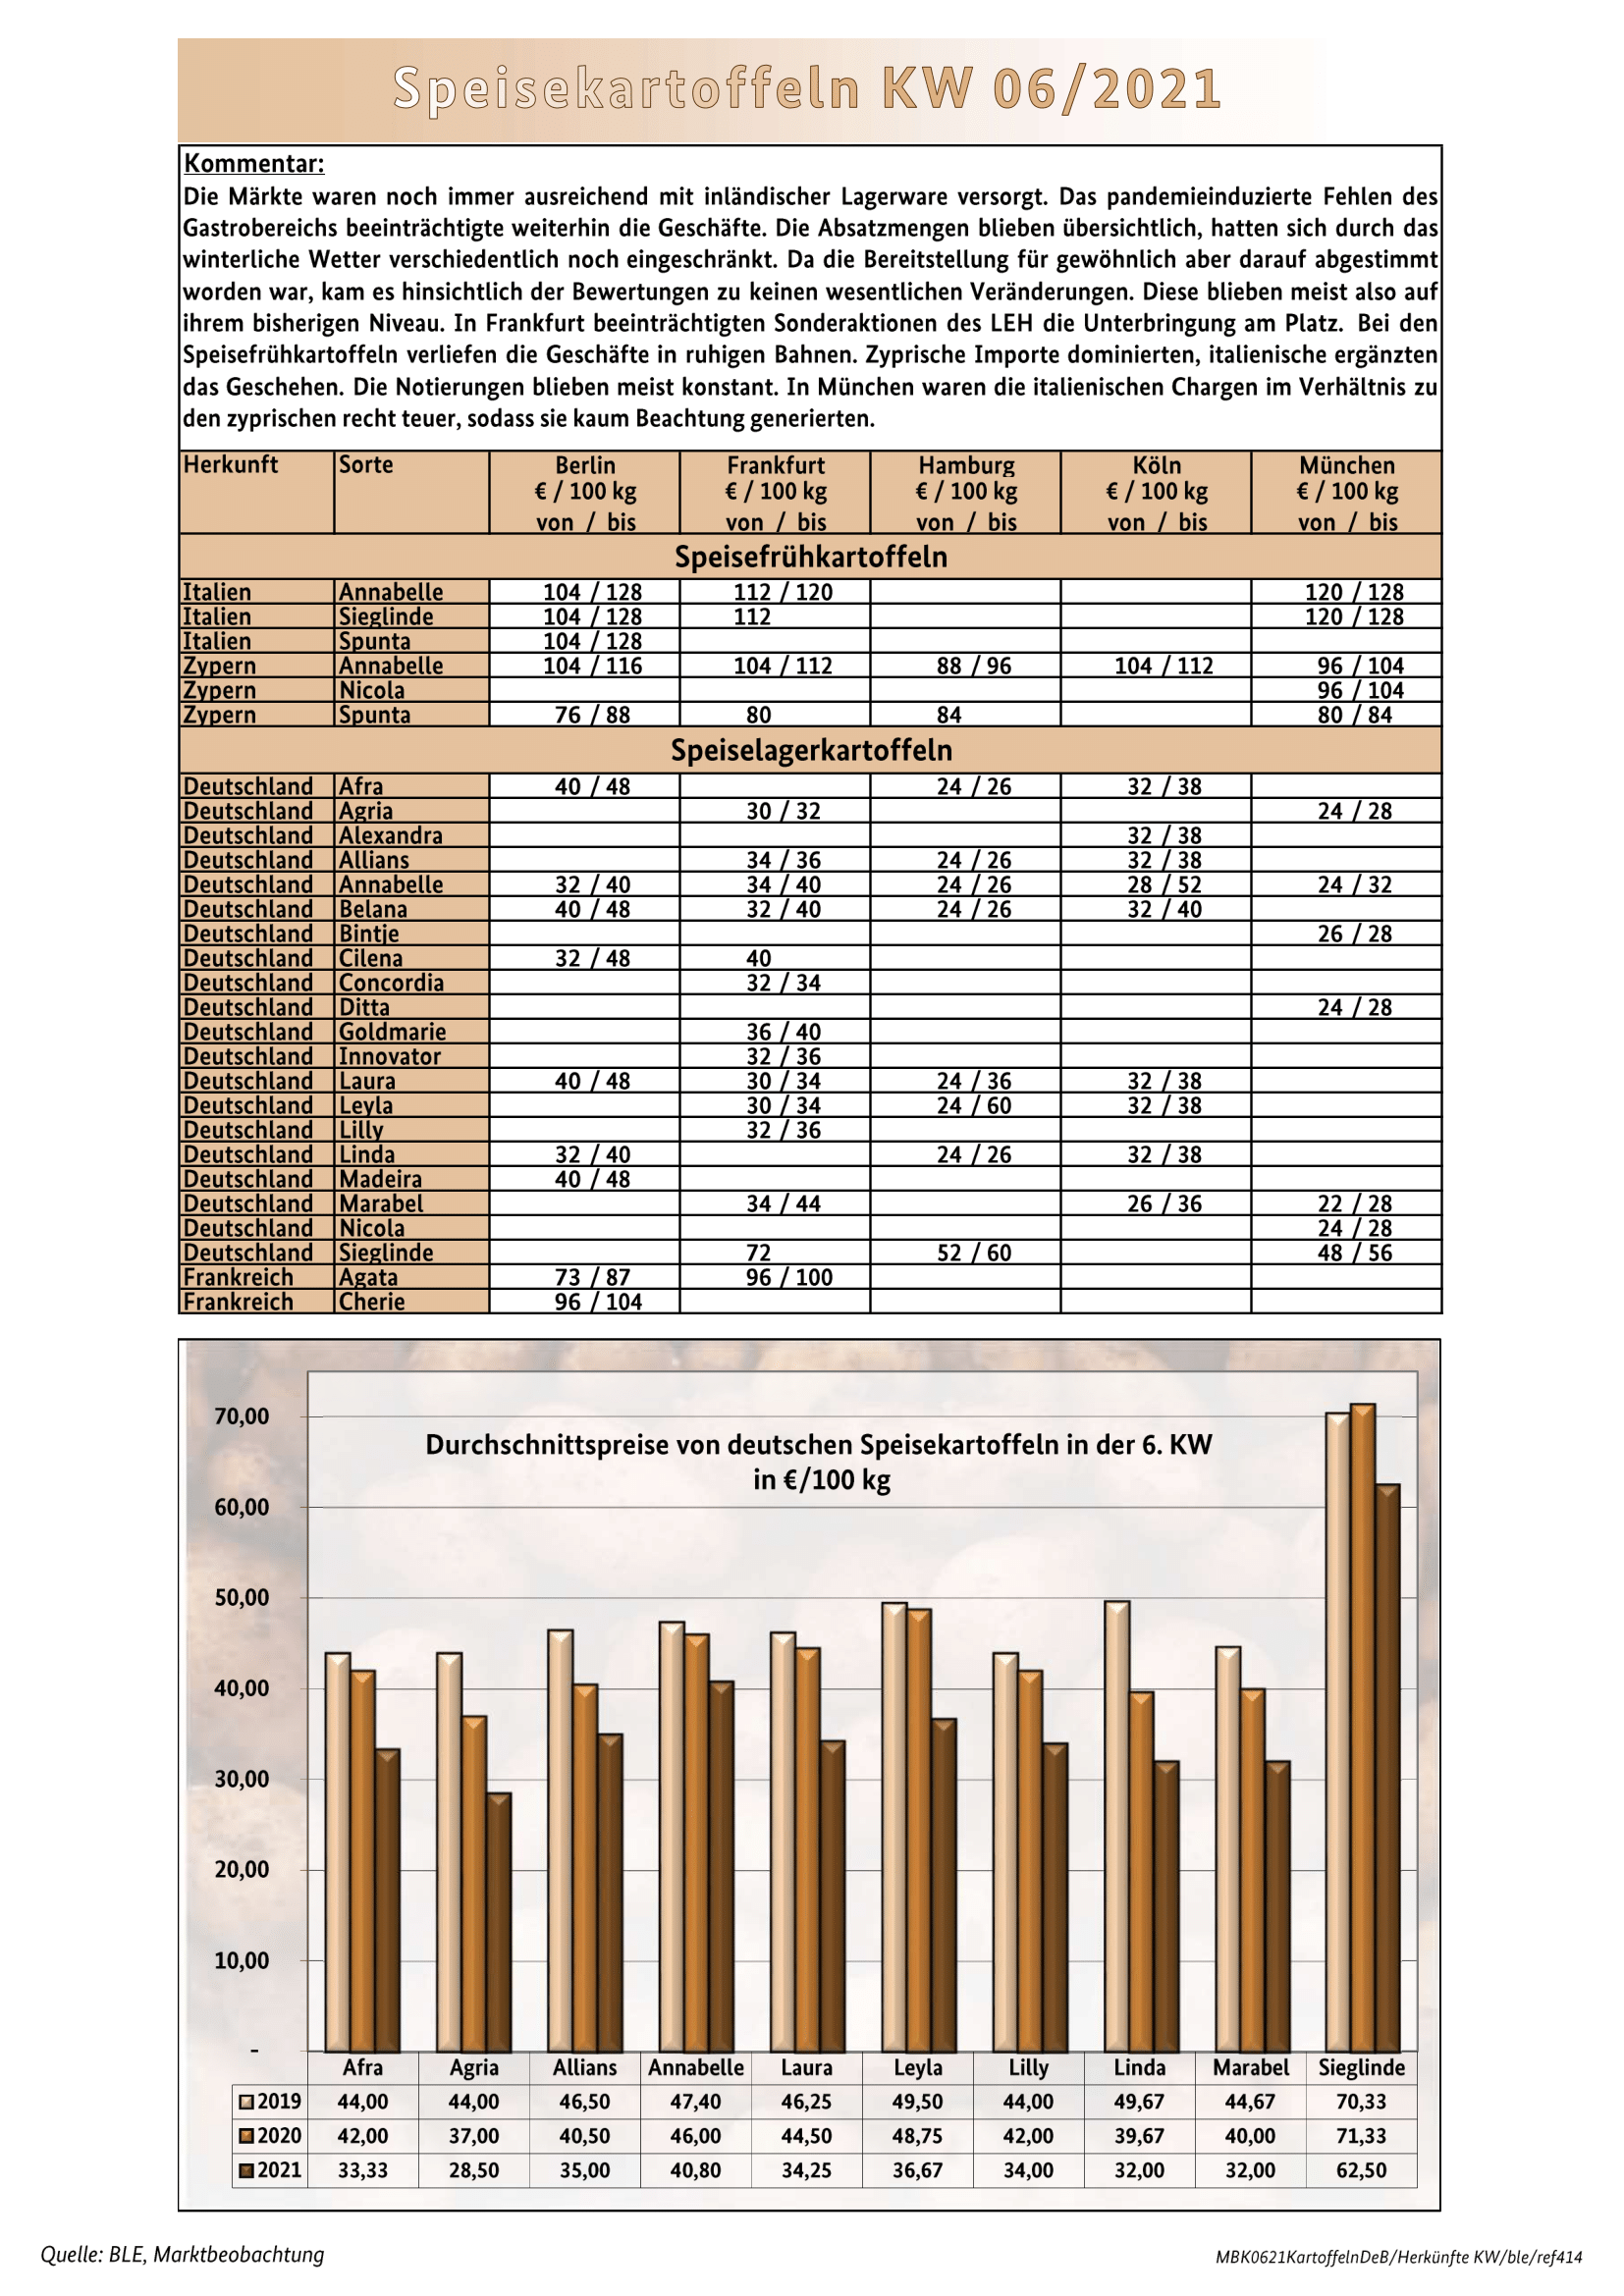 Speisekartoffeln KW 06/2021
Kommentar:
Die Märkte waren noch immer ausreichend mit inländischer Lagerware versorgt. Das pandemieinduzierte Fehlen des
Gastrobereichs beeinträchtigte weiterhin die Geschäfte. Die Absatzmengen blieben übersichtlich, hatten sich durch das
winterliche Wetter verschiedentlich noch eingeschränkt. Da die Bereitstellung für gewöhnlich aber darauf abgestimmt
worden war, kam es hinsichtlich der Bewertungen zu keinen wesentlichen Veränderungen. Diese blieben meist also auf
ihrem bisherigen Niveau. In Frankfurt beeinträchtigten Sonderaktionen des LEH die Unterbringung am Platz. Bei den
Speisefrühkartoffeln verliefen die Geschäfte in ruhigen Bahnen. Zyprische Importe dominierten, italienische ergänzten
das Geschehen. Die Notierungen blieben meist konstant. In München waren die italienischen Chargen im Verhältnis zu
den zyprischen recht teuer, sodass sie kaum Beachtung generierten.
Herkunft Sorte Berlin Frankfurt Hamburg Köln München
€ / 100 kg € / 100 kg € / 100 kg € / 100 kg € / 100 kg
von / bis von / bis von / bis von / bis von / bis
Speisefrühkartoffeln
Italien Annabelle 104 / 128 112 / 120 120 / 128
Italien Sieglinde 104 / 128 112 120 / 128
Italien Spunta 104 / 128
Zypern Annabelle 104 / 116 104 / 112 88 / 96 104 / 112 96 / 104
Zypern Nicola 96 / 104
Zypern Spunta 76 / 88 80 84 80 / 84
Speiselagerkartoffeln
Deutschland Afra 40 / 48 24 / 26 32 / 38
Deutschland Agria 30 / 32 24 / 28
Deutschland Alexandra 32 / 38
Deutschland Allians 34 / 36 24 / 26 32 / 38
Deutschland Annabelle 32 / 40 34 / 40 24 / 26 28 / 52 24 / 32
Deutschland Belana 40 / 48 32 / 40 24 / 26 32 / 40
Deutschland Bintje 26 / 28
Deutschland Cilena 32 / 48 40
Deutschland Concordia 32 / 34
Deutschland Ditta 24 / 28
Deutschland Goldmarie 36 / 40
Deutschland Innovator 32 / 36
Deutschland Laura 40 / 48 30 / 34 24 / 36 32 / 38
Deutschland Leyla 30 / 34 24 / 60 32 / 38
Deutschland Lilly 32 / 36
Deutschland Linda 32 / 40 24 / 26 32 / 38
Deutschland Madeira 40 / 48
Deutschland Marabel 34 / 44 26 / 36 22 / 28
Deutschland Nicola 24 / 28
Deutschland Sieglinde 72 52 / 60 48 / 56
Frankreich Agata 73 / 87 96 / 100
Frankreich Cherie 96 / 104
Durchschnittspreise von deutschen Speisekartoffeln in der 6. KW
in €/100 kg
70,00
60,00
50,00
40,00
30,00
20,00
10,00
-
Afra Agria Allians Annabelle Laura Leyla Lilly Linda Marabel Sieglinde
2019 44,00 44,00 46,50 47,40 46,25 49,50 44,00 49,67 44,67 70,33
2020 42,00 37,00 40,50 46,00 44,50 48,75 42,00 39,67 40,00 71,33
2021 33,33 28,50 35,00 40,80 34,25 36,67 34,00 32,00 32,00 62,50
Quelle: BLE, Marktbeobachtung
MBK0621KartoffelnDeB/Herkünfte KW/ble/ref414